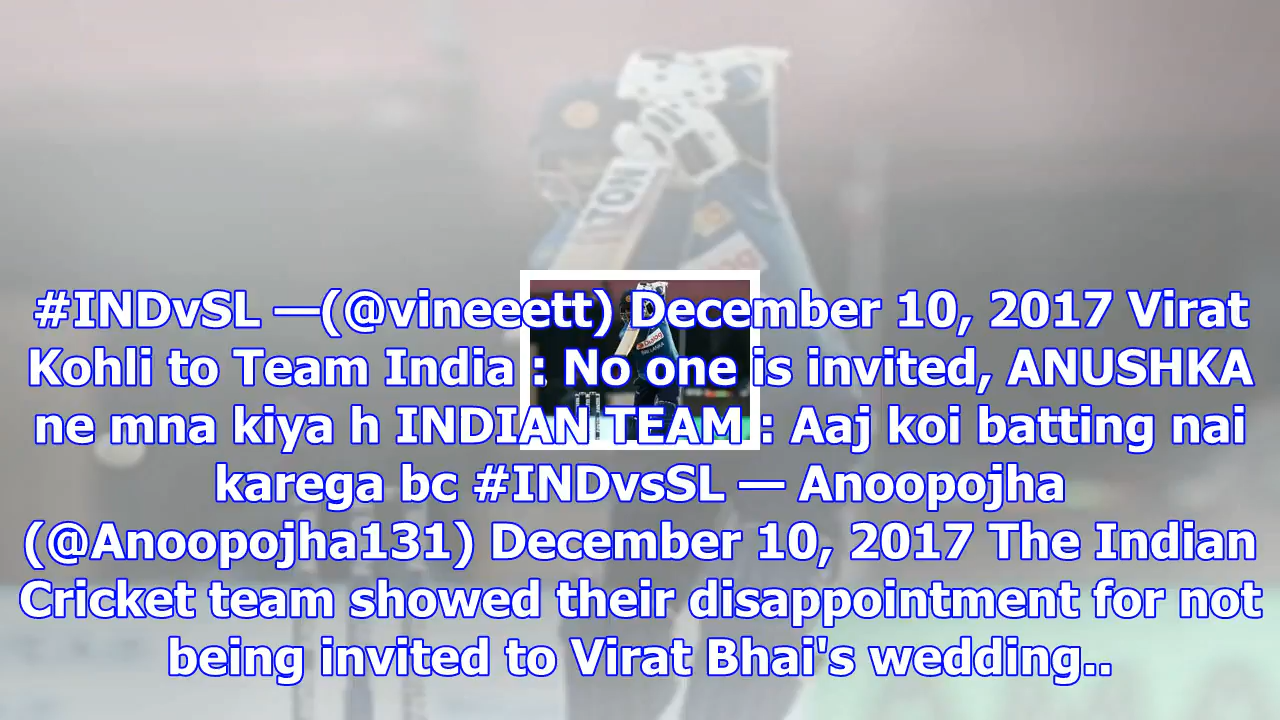 #INDvSL —(@vineeett) December 10, 2017 Virat
Kohli to Team India : No one is invited, ANUSHKA
ne mna kiya h INDIAN TEAM : Aaj koi batting nai
karega bc #INDvsSL — Anoopojha
(@Anoopojha131) December 10, 2017 The Indian
Cricket team showed their disappointment for not
being invited to Virat Bhai's wedding..